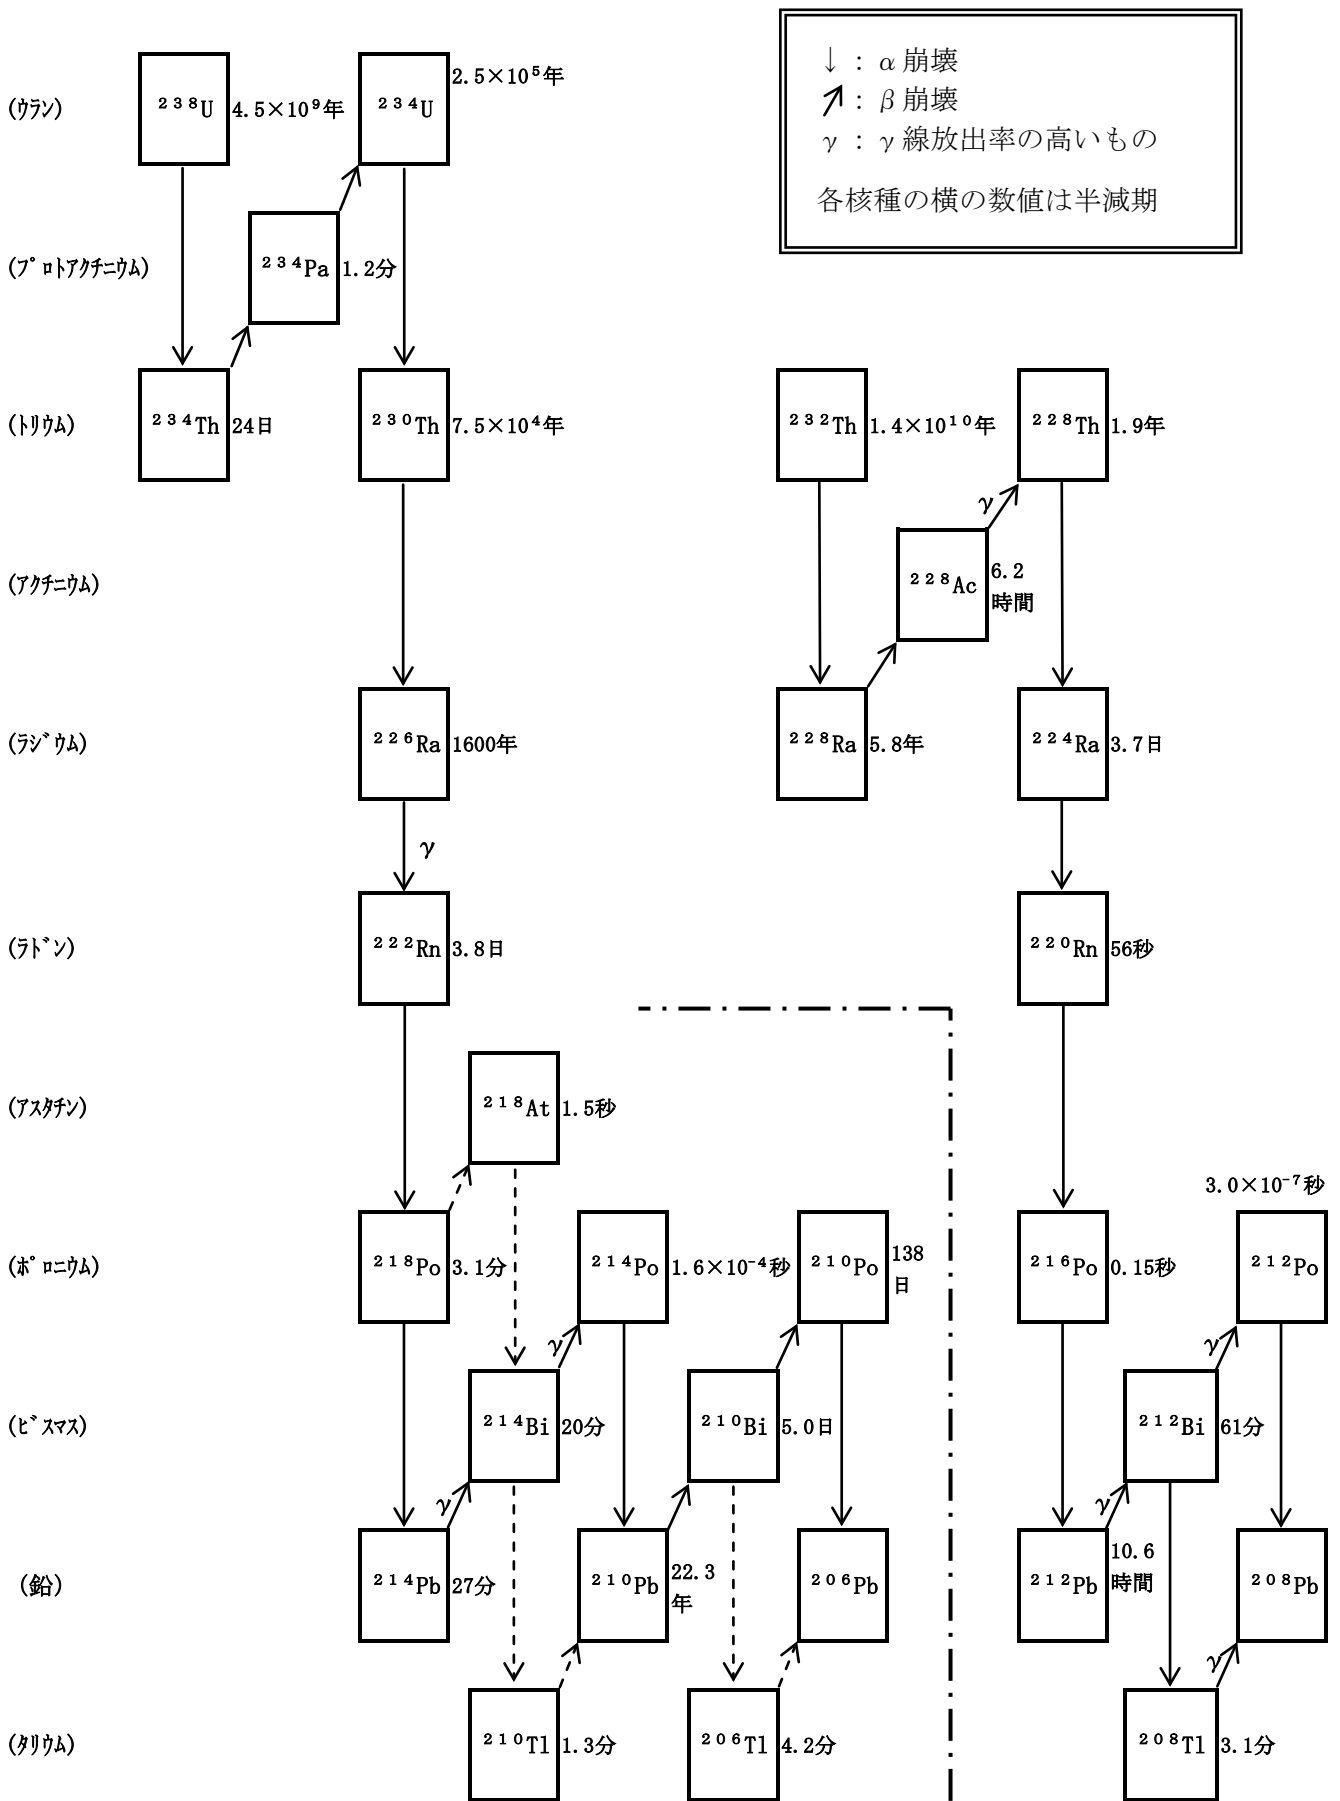 ↓ : α崩壊
↗ : β崩壊
γ : γ線放出率の高いもの
各核種の横の数値は半減期
(ウラン)
²³⁸U 4.5×10⁹年
²³⁴U 2.5×10⁵年
(プロトアクチニウム)
²³⁴Pa 1.2分
(トリウム)
²³⁴Th 24日
²³⁰Th 7.5×10⁴年
²³²Th 1.4×10¹⁰年
²²⁸Th 1.9年
γ
(アクチニウム)
²²⁸Ac 6.2
時間
(ラジウム)
²²⁶Ra 1600年
²²⁸Ra 5.8年
²²⁴Ra 3.7日
γ
(ラドン)
²²²Rn 3.8日
²²⁰Rn 56秒
(アスタチン)
²¹⁸At 1.5秒
(ポロニウム)
²¹⁸Po 3.1分
²¹⁴Po 1.6×10⁻⁴秒
²¹⁰Po 138
日
²¹⁶Po 0.15秒
3.0×10⁻⁷秒
²¹²Po
γ
γ
(ビスマス)
²¹⁴Bi 20分
²¹⁰Bi 5.0日
²¹²Bi 61分
γ
γ
(鉛)
²¹⁴Pb 27分
²¹⁰Pb 22.3
年
²⁰⁶Pb
²¹²Pb 10.6
時間
²⁰⁸Pb
γ
(タリウム)
²¹⁰Tl 1.3分
²⁰⁶Tl 4.2分
²⁰⁸Tl 3.1分